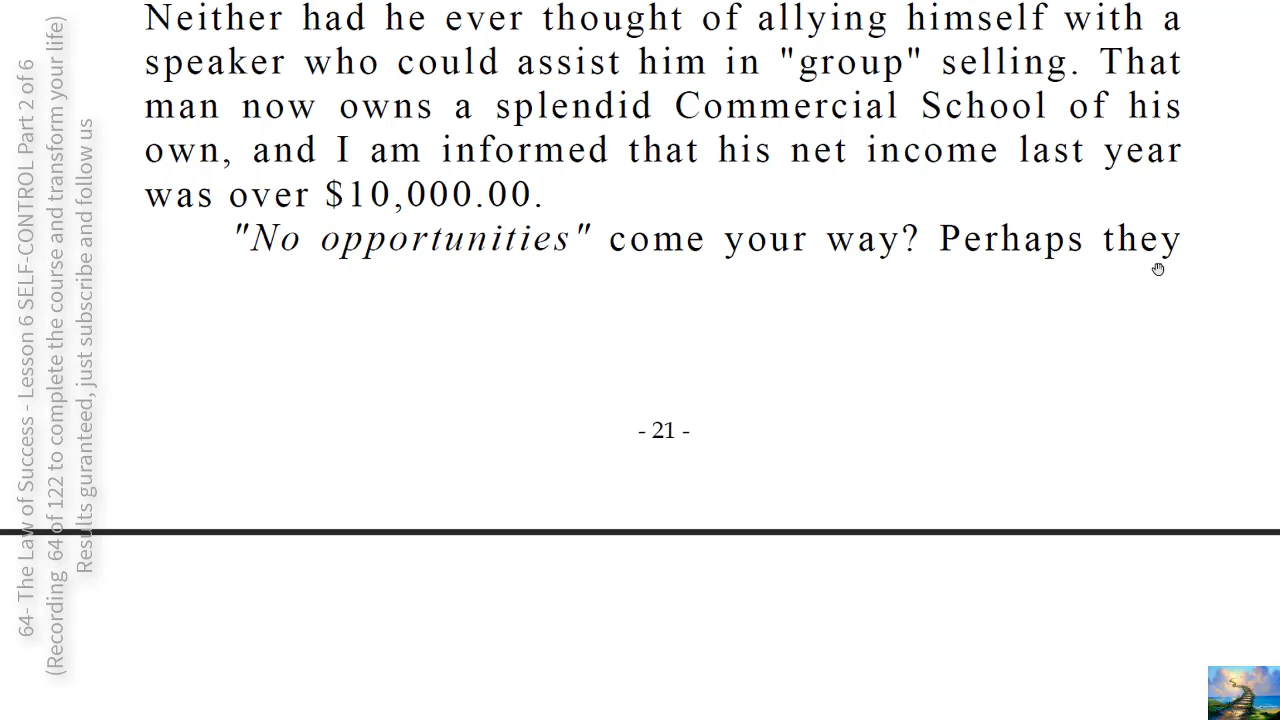 Neither had he ever thought of allying himself with a
speaker who could assist him in "group" selling. That
man now owns a splendid Commercial School of his
own, and I am informed that his net income last year
was over $10,000.00.
"No opportunities" come your way? Perhaps they
- 21 -
64- The Law of Success - Lesson 6 SELF-CONTROL Part 2 of 6
(Recording 64 of 122 to complete the course and transform your life)
Results guranteed, just subscribe and follow us